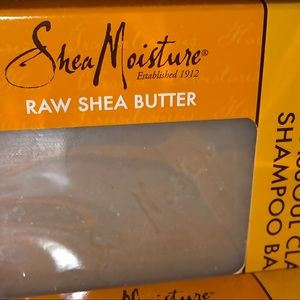 SheaMoisture®
Established 1912
RAW SHEA BUTTER
SHAMPOO BA